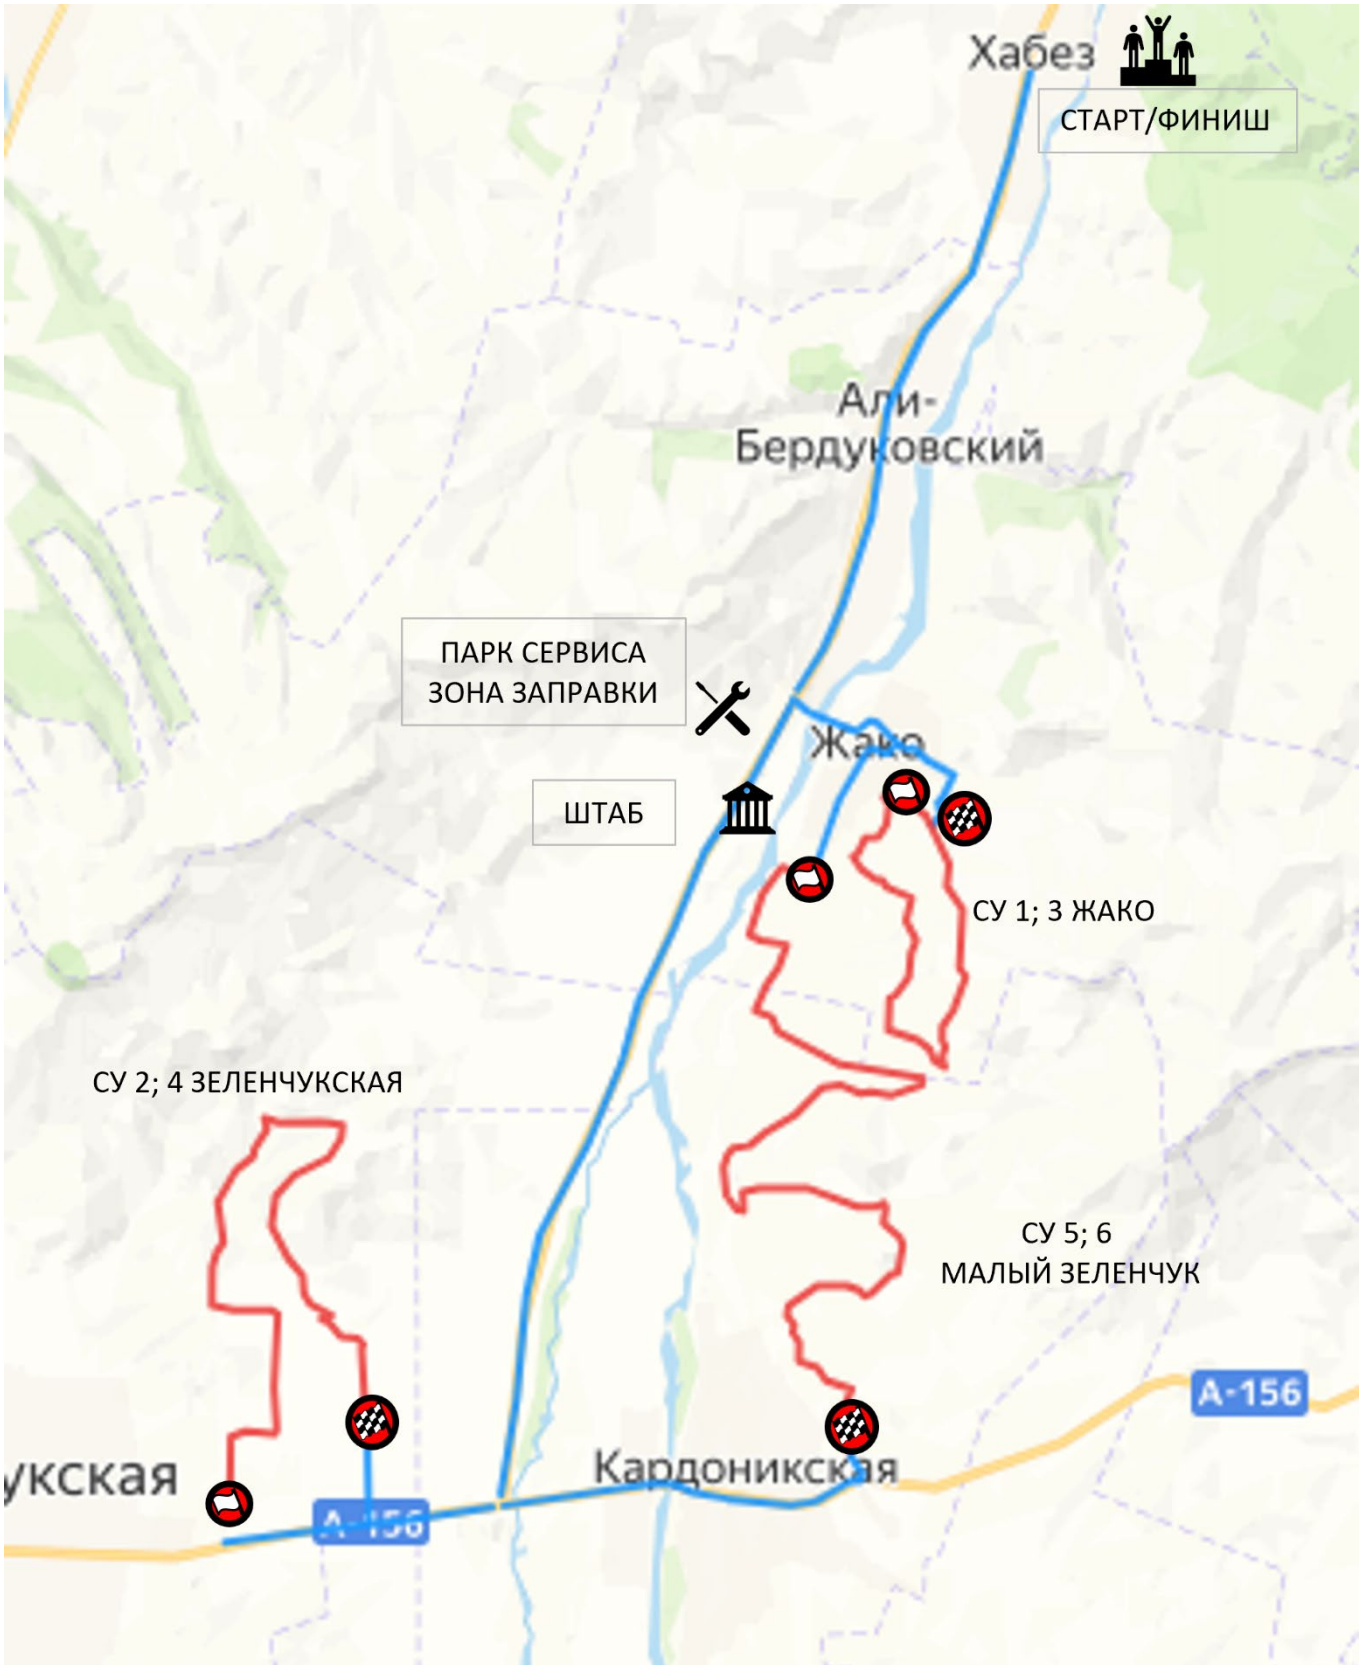 Хабез
СТАРТ/ФИНИШ
Али-
Бердуковский
ПАРК СЕРВИСА
ЗОНА ЗАПРАВКИ
Жако
ШТАБ
СУ 1; 3 ЖАКО
СУ 2; 4 ЗЕЛЕНЧУКСКАЯ
СУ 5; 6
МАЛЫЙ ЗЕЛЕНЧУК
А-156
Кардоникская
укская
А-156